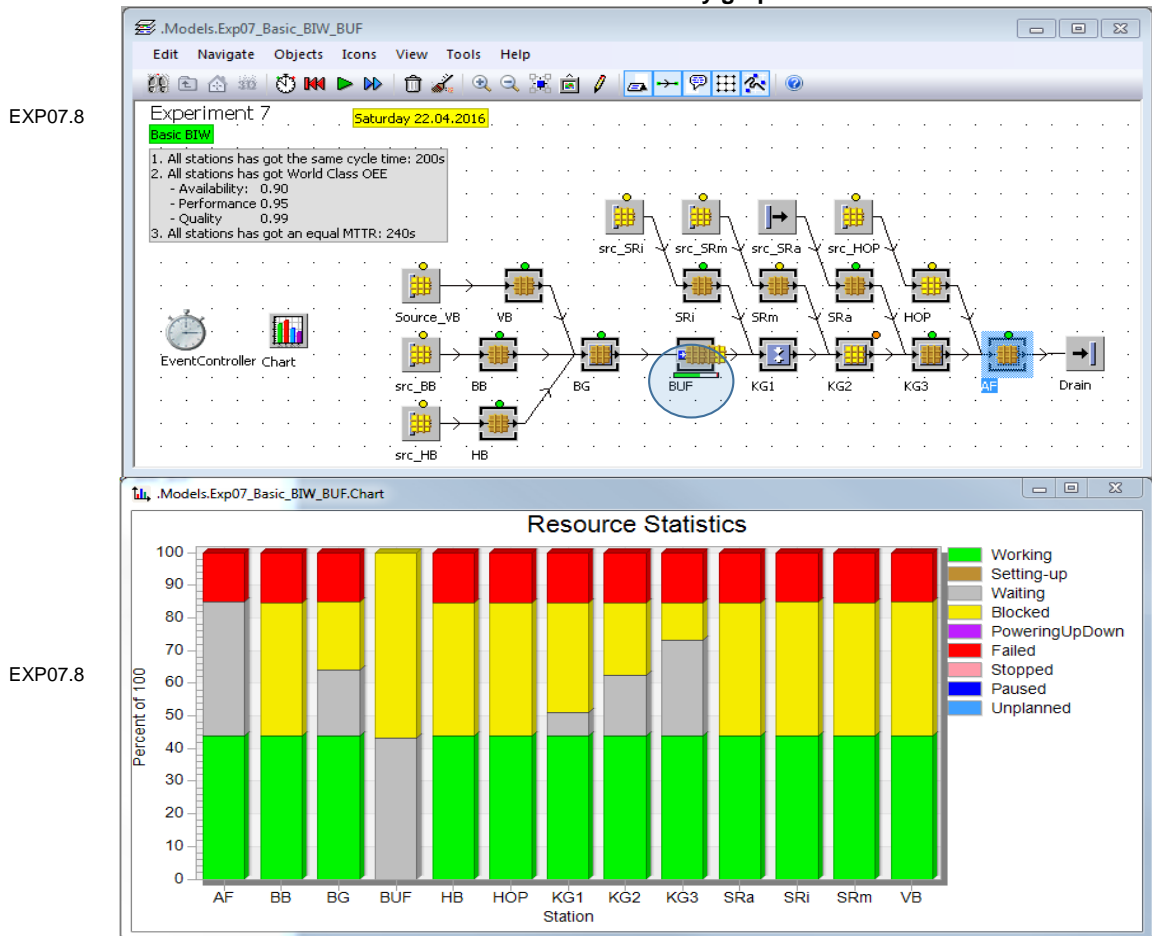 y g p
.Models.Exp07_Basic_BIW_BUF
Edit Navigate Objects Icons View Tools Help
EXP07.8
Experiment 7
Saturday 22.04.2016
Basic BIW
1. All stations has got the same cycle time: 200s
2. All stations has got World Class OEE
- Availability: 0.90
- Performance 0.95
- Quality 0.99
3. All stations has got an equal MTTR: 240s
src_SRi src_SRm src_SRa src_HOP
Source_VB VB SRi SRm SRa HOP
EventController Chart
src_BB BB BG BUF KG1 KG2 KG3 AF Drain
src_HB HB
.Models.Exp07_Basic_BIW_BUF.Chart
Resource Statistics
EXP07.8
Percent of 100
100
90
80
70
60
50
40
30
20
10
0
AF BB BG BUF HB HOP KG1 KG2 KG3 SRa SRi SRm VB
Station
Working
Setting-up
Waiting
Blocked
PoweringUpDown
Failed
Stopped
Paused
Unplanned